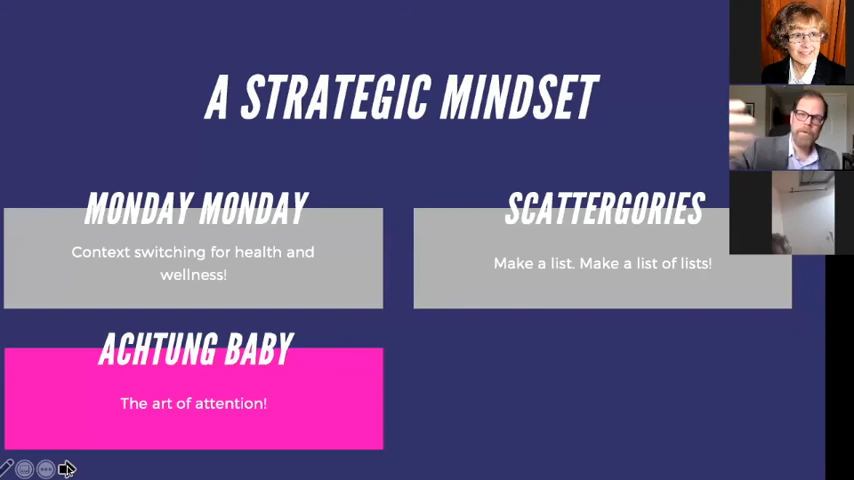 A STRATEGIC MINDSET
MONDAY MONDAY
Context switching for health and
wellness!
SCATTERGORIES
Make a list. Make a list of lists!
ACHTUNG BABY
The art of attention!